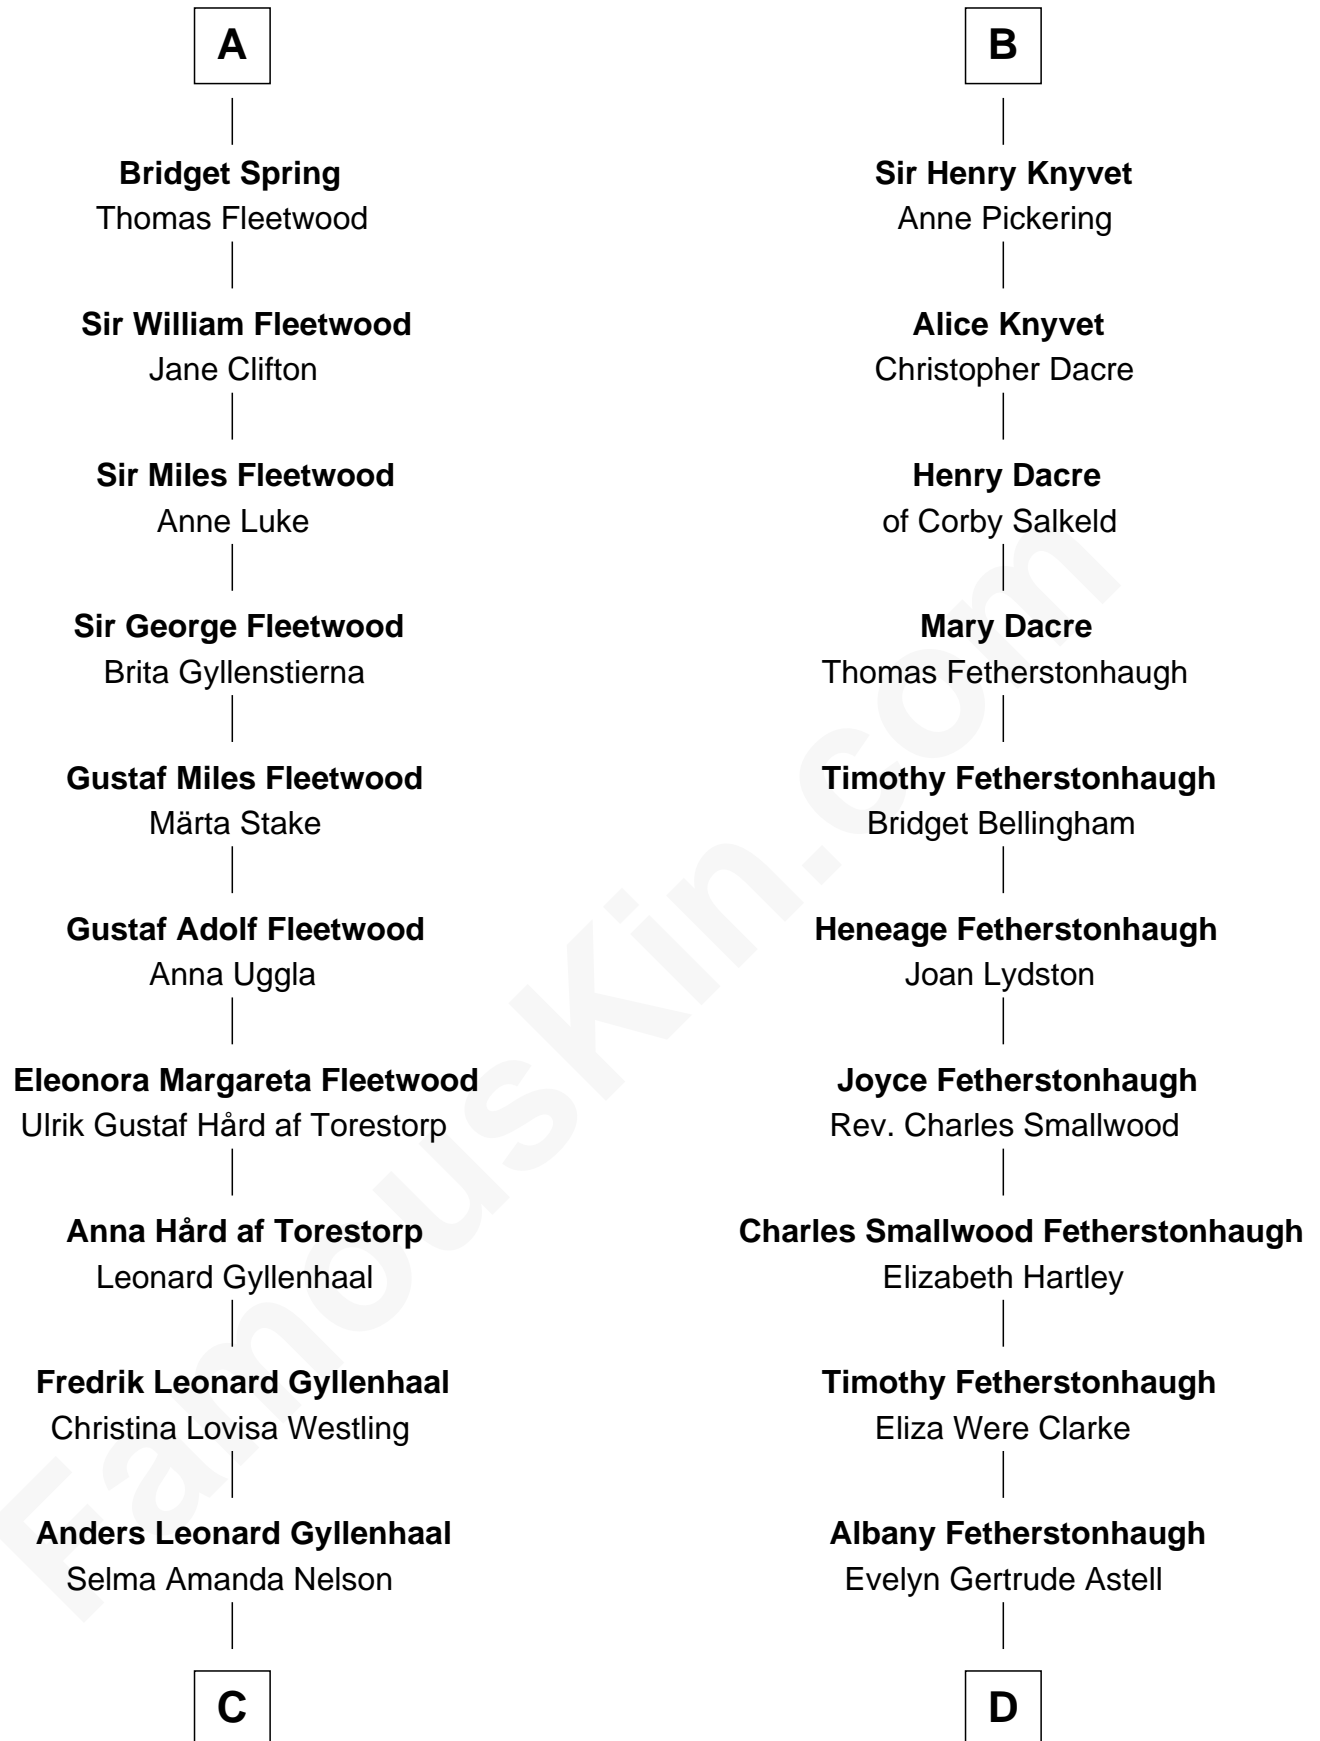 A
Bridget Spring
Thomas Fleetwood
Sir William Fleetwood
Jane Clifton
Sir Miles Fleetwood
Anne Luke
Sir George Fleetwood
Brita Gyllenstierna
Gustaf Miles Fleetwood
Märta Stake
Gustaf Adolf Fleetwood
Anna Uggla
Eleonora Margareta Fleetwood
Ulrik Gustaf Hård af Torestorp
Anna Hård af Torestorp
Leonard Gyllenhaal
Fredrik Leonard Gyllenhaal
Christina Lovisa Westling
Anders Leonard Gyllenhaal
Selma Amanda Nelson
C
B
Sir Henry Knyvet
Anne Pickering
Alice Knyvet
Christopher Dacre
Henry Dacre
of Corby Salkeld
Mary Dacre
Thomas Fetherstonhaugh
Timothy Fetherstonhaugh
Bridget Bellingham
Heneage Fetherstonhaugh
Joan Lydston
Joyce Fetherstonhaugh
Rev. Charles Smallwood
Charles Smallwood Fetherstonhaugh
Elizabeth Hartley
Timothy Fetherstonhaugh
Eliza Were Clarke
Albany Fetherstonhaugh
Evelyn Gertrude Astell
D
FamousKin.com